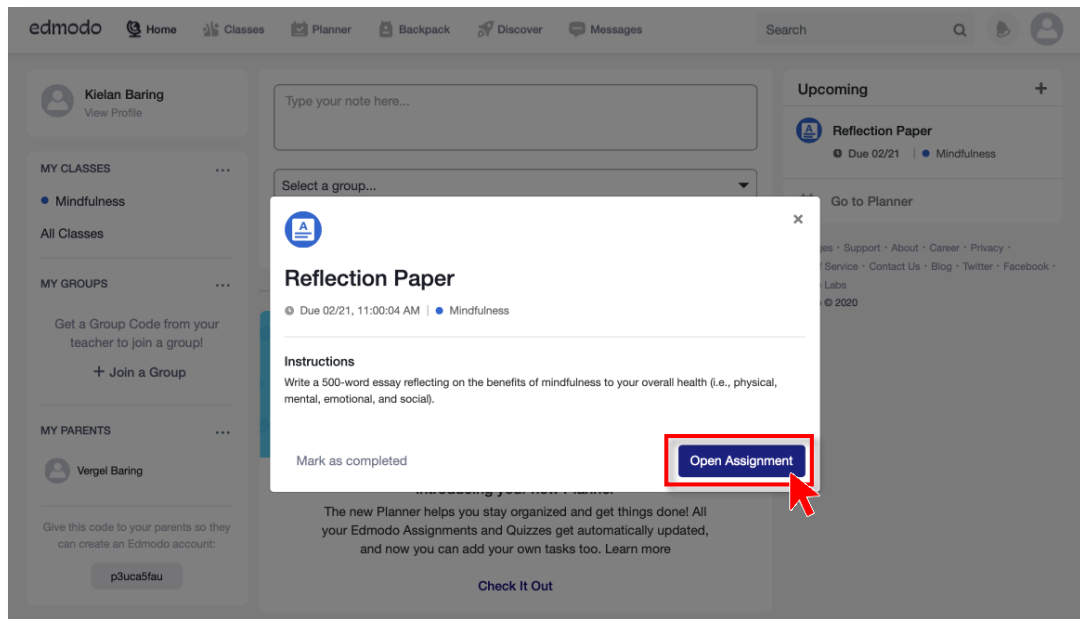 edmodo
Home
Classes
Planner
Backpack
Discover
Messages
Search
Kielan Baring
View Profile
MY CLASSES
Mindfulness
All Classes
MY GROUPS
Get a Group Code from your
teacher to join a group!
+ Join a Group
MY PARENTS
Vergel Baring
Give this code to your parents so they
can create an Edmodo account:
p3uca5fau
Type your note here...
Select a group...
A
Reflection Paper
Due 02/21, 11:00:04 AM | Mindfulness
Instructions
Write a 500-word essay reflecting on the benefits of mindfulness to your overall health (i.e., physical,
mental, emotional, and social).
Mark as completed
Open Assignment
The new Planner helps you stay organized and get things done! All
your Edmodo Assignments and Quizzes get automatically updated,
and now you can add your own tasks too. Learn more
Check It Out
Upcoming
A
Reflection Paper
Due 02/21 | Mindfulness
Go to Planner
· Support · About · Career · Privacy ·
Service · Contact Us · Blog · Twitter · Facebook ·
Labs
© 2020